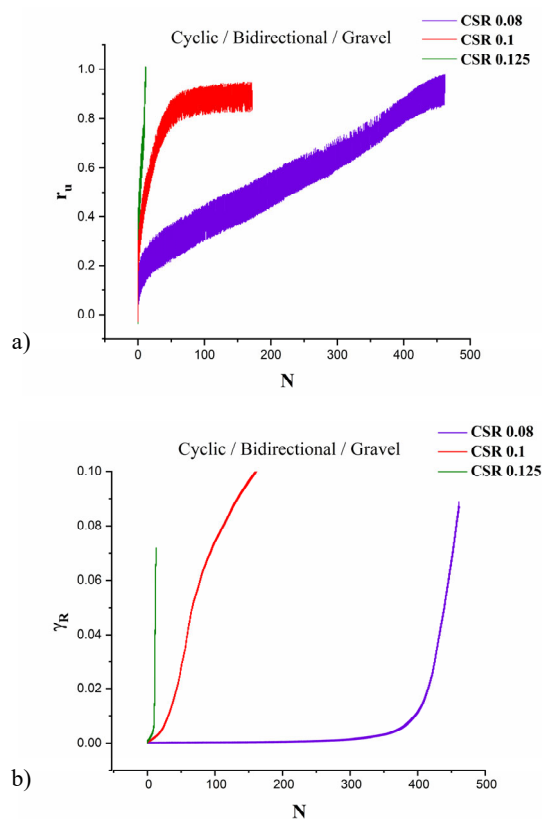 CSR 0.08
Cyclic / Bidirectional / Gravel
CSR 0.1
CSR 0.125
1.0
0.8
0.6
r_u
0.4
0.2
0.0
0 100 200 300 400 500
a)
N
CSR 0.08
Cyclic / Bidirectional / Gravel
CSR 0.1
CSR 0.125
0.10
0.08
0.06
γ_R
0.04
0.02
0.00
0 100 200 300 400 500
b)
N